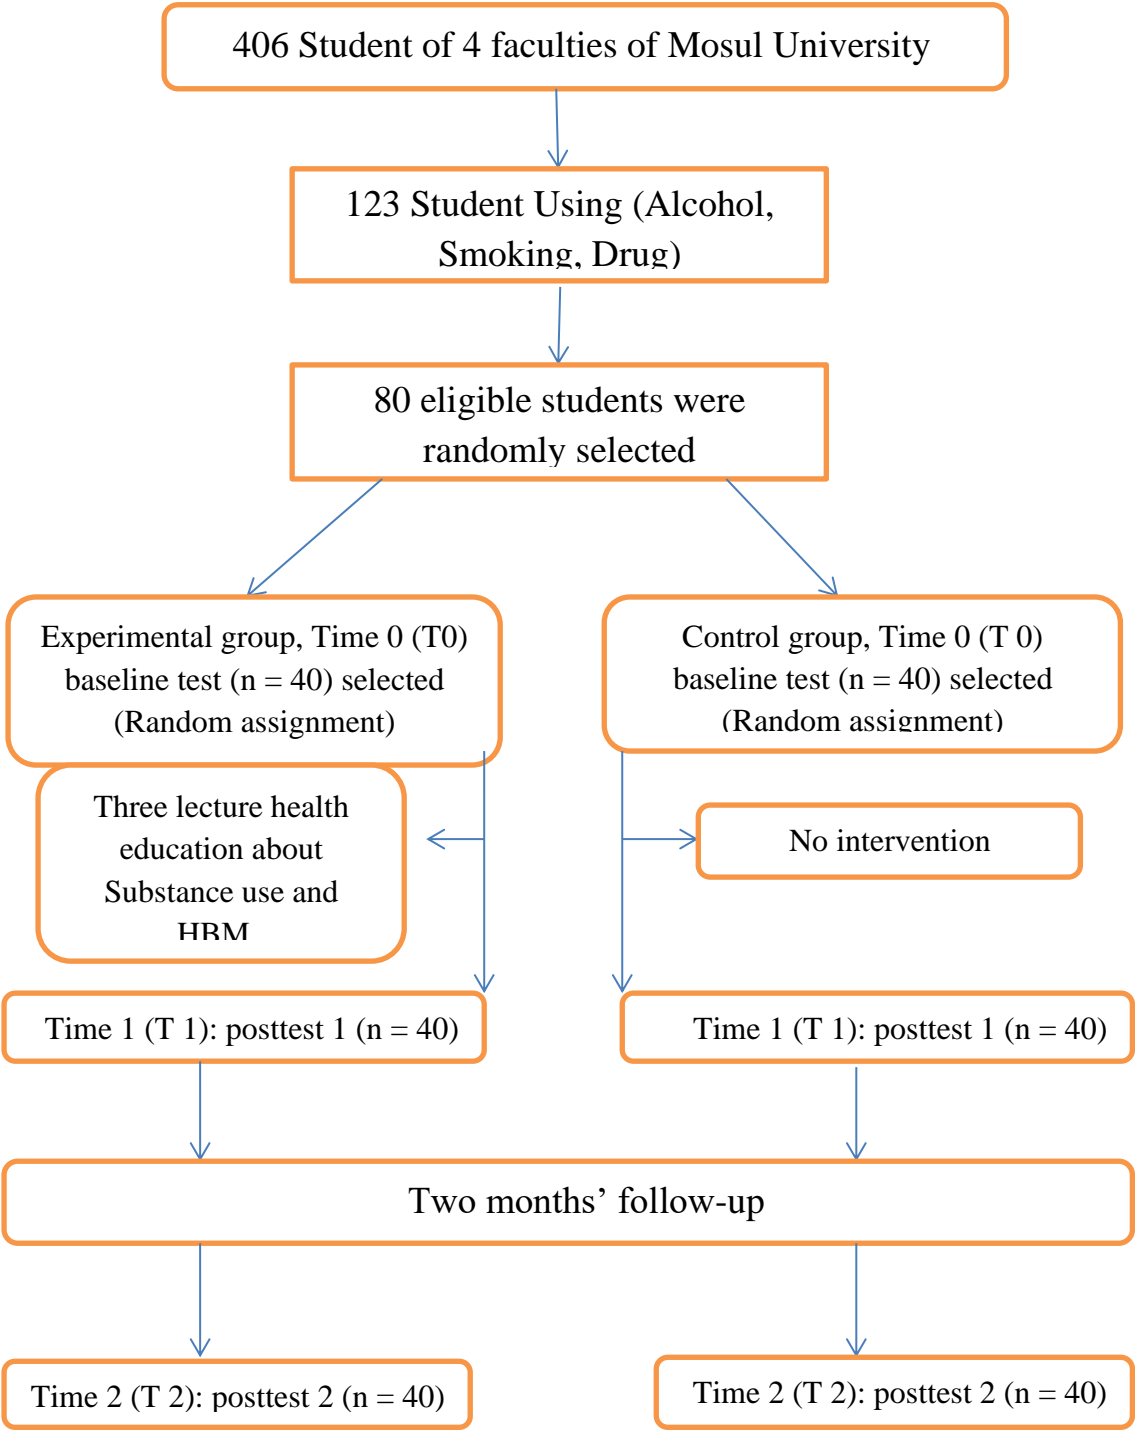 406 Student of 4 faculties of Mosul University
123 Student Using (Alcohol,
Smoking, Drug)
80 eligible students were
randomly selected
Experimental group, Time 0 (T0)
baseline test (n = 40) selected
(Random assignment)
Control group, Time 0 (T 0)
baseline test (n = 40) selected
(Random assignment)
Three lecture health
education about
Substance use and
HBM
No intervention
Time 1 (T 1): posttest 1 (n = 40)
Time 1 (T 1): posttest 1 (n = 40)
Two months’ follow-up
Time 2 (T 2): posttest 2 (n = 40)
Time 2 (T 2): posttest 2 (n = 40)